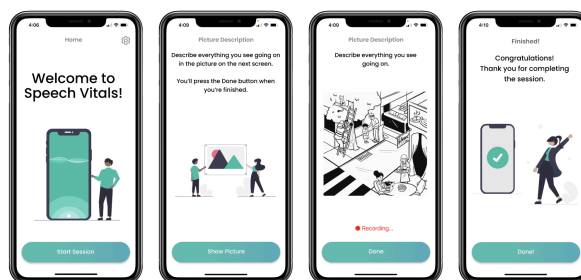 4:06
Home
Welcome to
Speech Vitals!
Start Session
4:09
Picture Description
Describe everything you see going on
in the picture on the next screen.
You'll press the Done button when
you're finished.
Show Picture
4:09
Picture Description
Describe everything you see
going on.
Recording...
Done
4:10
Finished!
Congratulations!
Thank you for completing
the session.
Done!